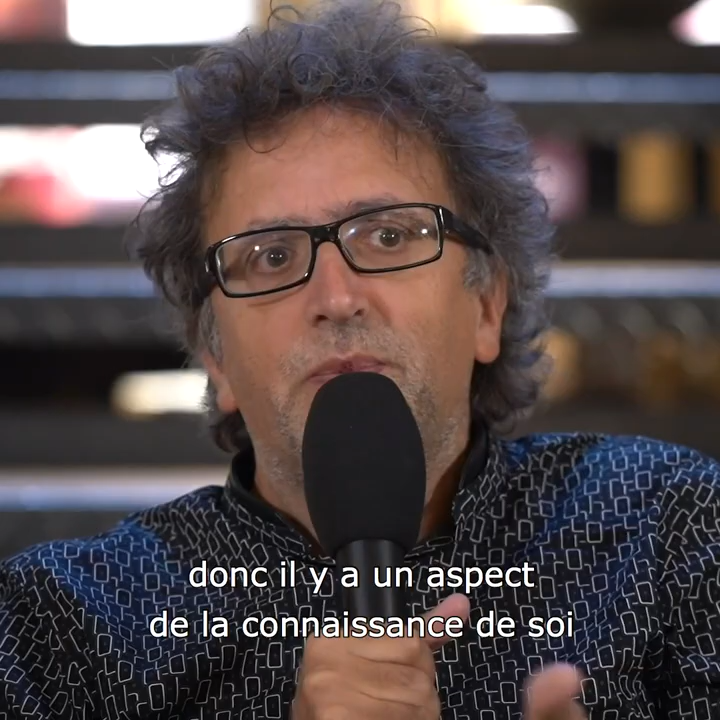 donc il y a un aspect
de la connaissance de soi